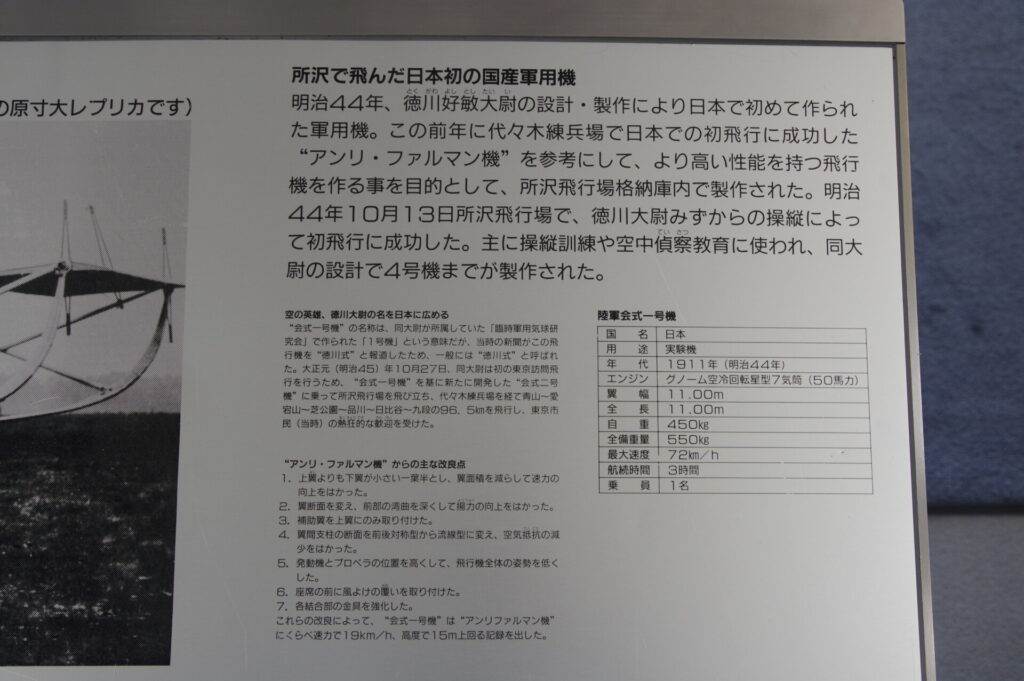 の原寸大レプリカです）
所沢で飛んだ日本初の国産軍用機
とく がわ よし とし たい い
明治44年、徳川好敏大尉の設計・製作により日本で初めて作られ
た軍用機。この前年に代々木練兵場で日本での初飛行に成功した
“アンリ・ファルマン機”を参考にして、より高い性能を持つ飛行
機を作る事を目的として、所沢飛行場格納庫内で製作された。明治
44年10月13日所沢飛行場で、徳川大尉みずからの操縦によっ
て初飛行に成功した。主に操縦訓練や空中偵察教育に使われ、同大
てい さつ
尉の設計で4号機までが製作された。
空の英雄、徳川大尉の名を日本に広める
“会式一号機”の名称は、同大尉が所属していた「臨時軍用気球研
究会」で作られた「1号機」という意味だが、当時の新聞がこの飛
行機を“徳川式”と報道したため、一般には“徳川式”と呼ばれ
た。大正元（明治45）年10月27日、同大尉は初の東京訪問飛
行を行うため、“会式一号機”を基に新たに開発した“会式二号
機”に乗って所沢飛行場を飛び立ち、代々木練兵場を経て青山〜愛
宕山〜芝公園〜品川〜日比谷〜九段の96．5kmを飛行し、東京市
民（当時）の熱狂的な歓迎を受けた。
“アンリ・ファルマン機”からの主な改良点
1．上翼よりも下翼が小さい一葉半とし、翼面積を減らして速力の
向上をはかった。
2．翼断面を変え、前部の湾曲を深くして揚力の向上をはかった。
3．補助翼を上翼にのみ取り付けた。
4．翼間支柱の断面を前後対称型から流線型に変え、空気抵抗の減
少をはかった。
5．発動機とプロペラの位置を高くして、飛行機全体の姿勢を低く
した。
6．座席の前に風よけの覆いを取り付けた。
7．各結合部の金具を強化した。
これらの改良によって、“会式一号機”は“アンリファルマン機”
にくらべ速力で19km／h、高度で15m上回る記録を出した。
陸軍会式一号機
国 名 日本
用 途 実験機
年 代 1911年（明治44年）
エンジン グノーム空冷回転星型7気筒（50馬力）
翼 幅 11.00m
全 長 11.00m
自 重 450kg
全備重量 550kg
最大速度 72km／h
航続時間 3時間
乗 員 1名